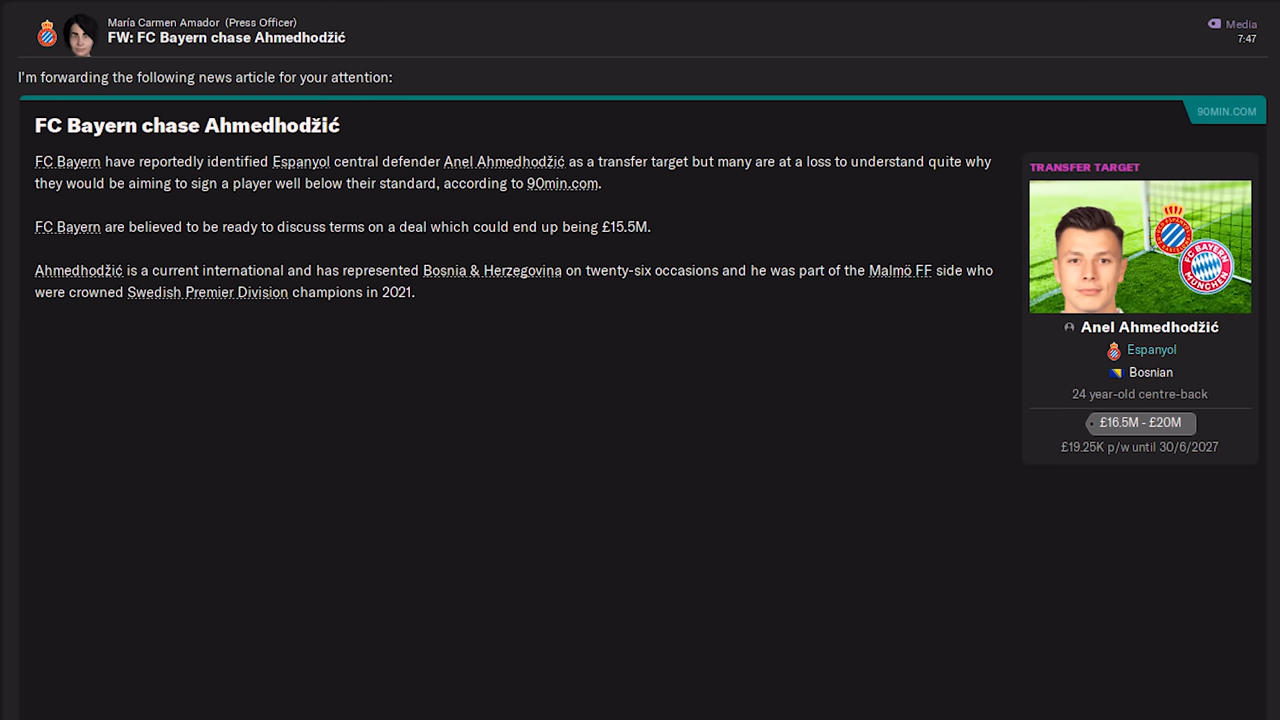 María Carmen Amador (Press Officer)
FW: FC Bayern chase Ahmedhodžić
Media
7:47
I'm forwarding the following news article for your attention:
90MIN.COM
FC Bayern chase Ahmedhodžić
FC Bayern have reportedly identified Espanyol central defender Anel Ahmedhodžić as a transfer target but many are at a loss to understand quite why
they would be aiming to sign a player well below their standard, according to 90min.com.
FC Bayern are believed to be ready to discuss terms on a deal which could end up being £15.5M.
Ahmedhodžić is a current international and has represented Bosnia & Herzegovina on twenty-six occasions and he was part of the Malmö FF side who
were crowned Swedish Premier Division champions in 2021.
TRANSFER TARGET
FC BAYERN
MÜNCHEN
Anel Ahmedhodžić
Espanyol
Bosnian
24 year-old centre-back
£16.5M - £20M
£19.25K p/w until 30/6/2027